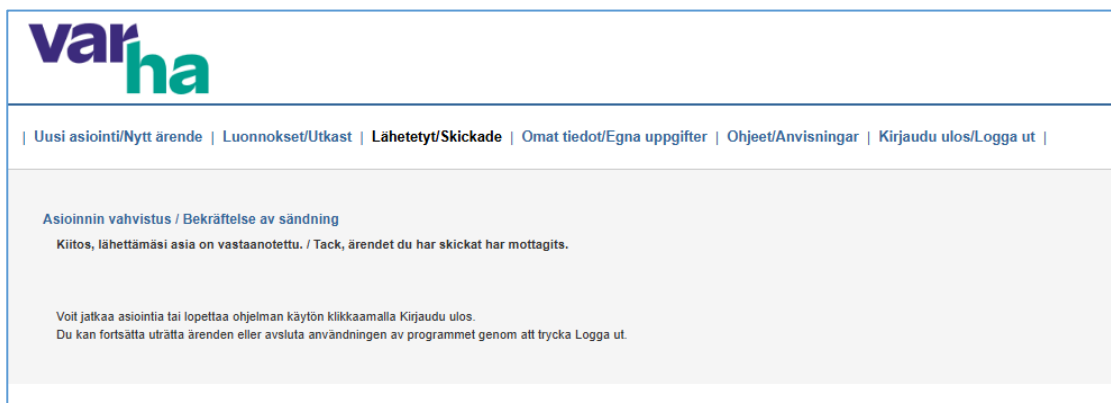 varha
| Uusi asiointi/Nytt ärende | Luonnokset/Utkast | Lähetetyt/Skickade | Omat tiedot/Egna uppgifter | Ohjeet/Anvisningar | Kirjaudu ulos/Logga ut |
Asioinnin vahvistus / Bekräftelse av sändning
Kiitos, lähettämäsi asia on vastaanotettu. / Tack, ärendet du har skickat har mottagits.
Voit jatkaa asiointia tai lopettaa ohjelman käytön klikkaamalla Kirjaudu ulos.
Du kan fortsätta uträtta ärenden eller avsluta användningen av programmet genom att trycka Logga ut.